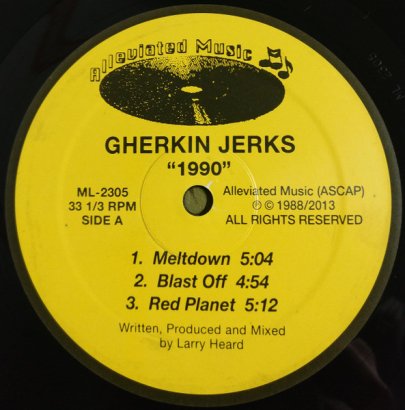 Alleviated Music
GHERKIN JERKS
“1990”
ML-2305
33 1/3 RPM
SIDE A
Alleviated Music (ASCAP)
℗ © 1988/2013
ALL RIGHTS RESERVED
1. Meltdown 5:04
2. Blast Off 4:54
3. Red Planet 5:12
Written, Produced and Mixed
by Larry Heard